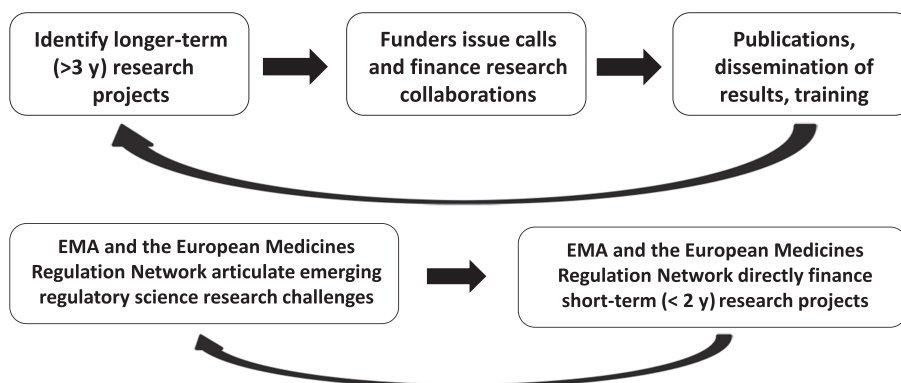 Identify longer-term
(>3 y) research
projects
Funders issue calls
and finance research
collaborations
Publications,
dissemination of
results, training
EMA and the European Medicines
Regulation Network articulate emerging
regulatory science research challenges
EMA and the European Medicines
Regulation Network directly finance
short-term (< 2 y) research projects